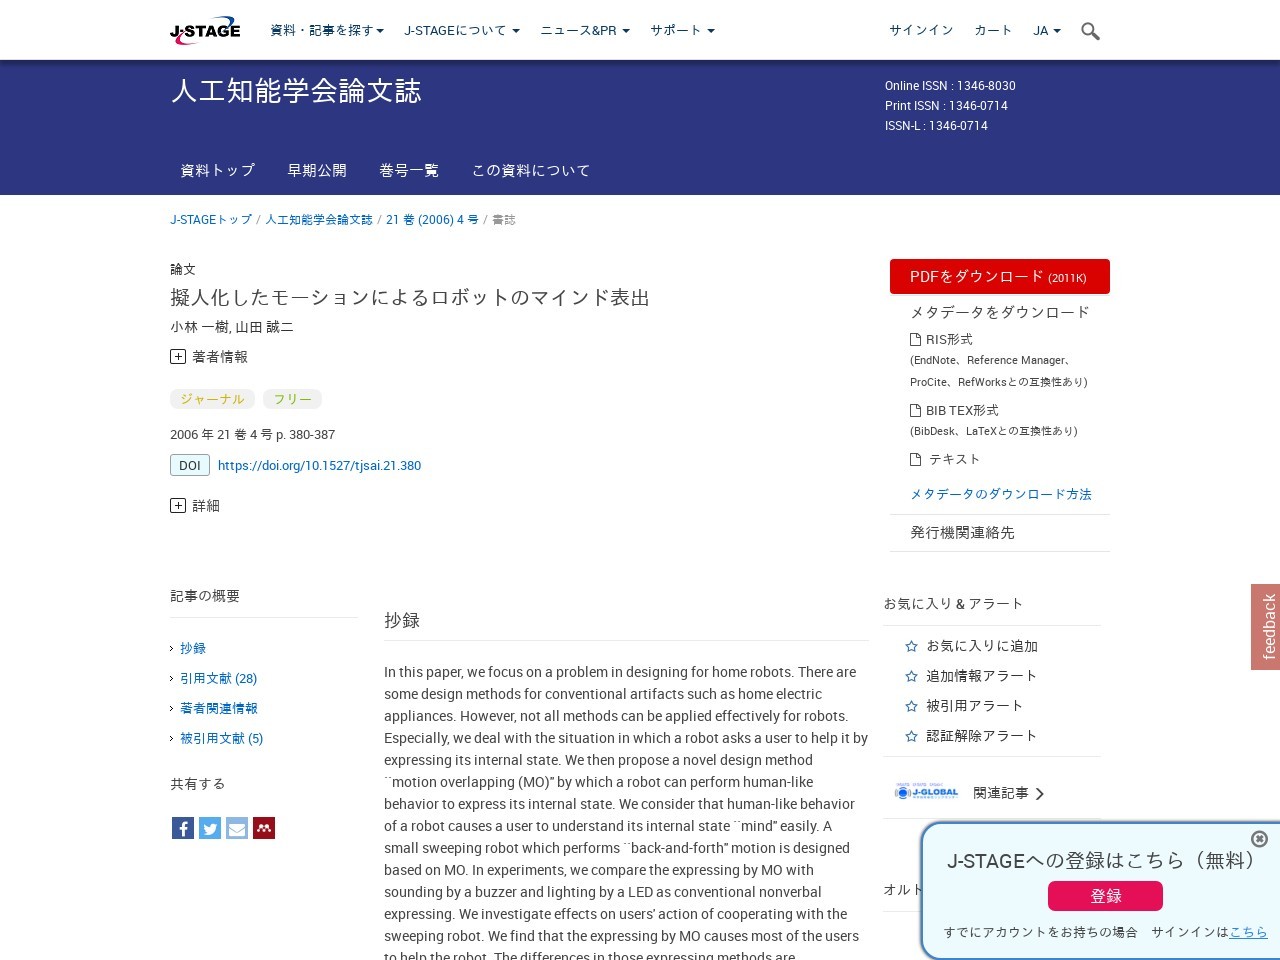 J-STAGE
資料・記事を探す
J-STAGEについて
ニュース&PR
サポート
サインイン
カート
JA
人工知能学会論文誌
Online ISSN : 1346-8030
Print ISSN : 1346-0714
ISSN-L : 1346-0714
資料トップ
早期公開
巻号一覧
この資料について
J-STAGEトップ / 人工知能学会論文誌 / 21 巻 (2006) 4 号 / 書誌
論文
擬人化したモーションによるロボットのマインド表出
小林 一樹, 山田 誠二
著者情報
ジャーナル
フリー
2006 年 21 巻 4 号 p. 380-387
DOI
https://doi.org/10.1527/tjsai.21.380
詳細
PDFをダウンロード (2011K)
メタデータをダウンロード
RIS形式
(EndNote、Reference Manager、
ProCite、RefWorksとの互換性あり)
BIB TEX形式
(BibDesk、LaTeXとの互換性あり)
テキスト
メタデータのダウンロード方法
発行機関連絡先
記事の概要
抄録
引用文献 (28)
著者関連情報
被引用文献 (5)
共有する
抄録
In this paper, we focus on a problem in designing for home robots. There are
some design methods for conventional artifacts such as home electric
appliances. However, not all methods can be applied effectively for robots.
Especially, we deal with the situation in which a robot asks a user to help it by
expressing its internal state. We then propose a novel design method
``motion overlapping (MO)'' by which a robot can perform human-like
behavior to express its internal state. We consider that human-like behavior
of a robot causes a user to understand its internal state ``mind'' easily. A
small sweeping robot which performs ``back-and-forth'' motion is designed
based on MO. In experiments, we compare the expressing by MO with
sounding by a buzzer and lighting by a LED as conventional nonverbal
expressing. We investigate effects on users' action of cooperating with the
sweeping robot. We find that the expressing by MO causes most of the users
to help the robot. The differences in those expressing methods are
お気に入り & アラート
お気に入りに追加
追加情報アラート
被引用アラート
認証解除アラート
J-GLOBAL
関連記事
オルト
feedback
J-STAGEへの登録はこちら（無料）
登録
すでにアカウントをお持ちの場合 サインインはこちら